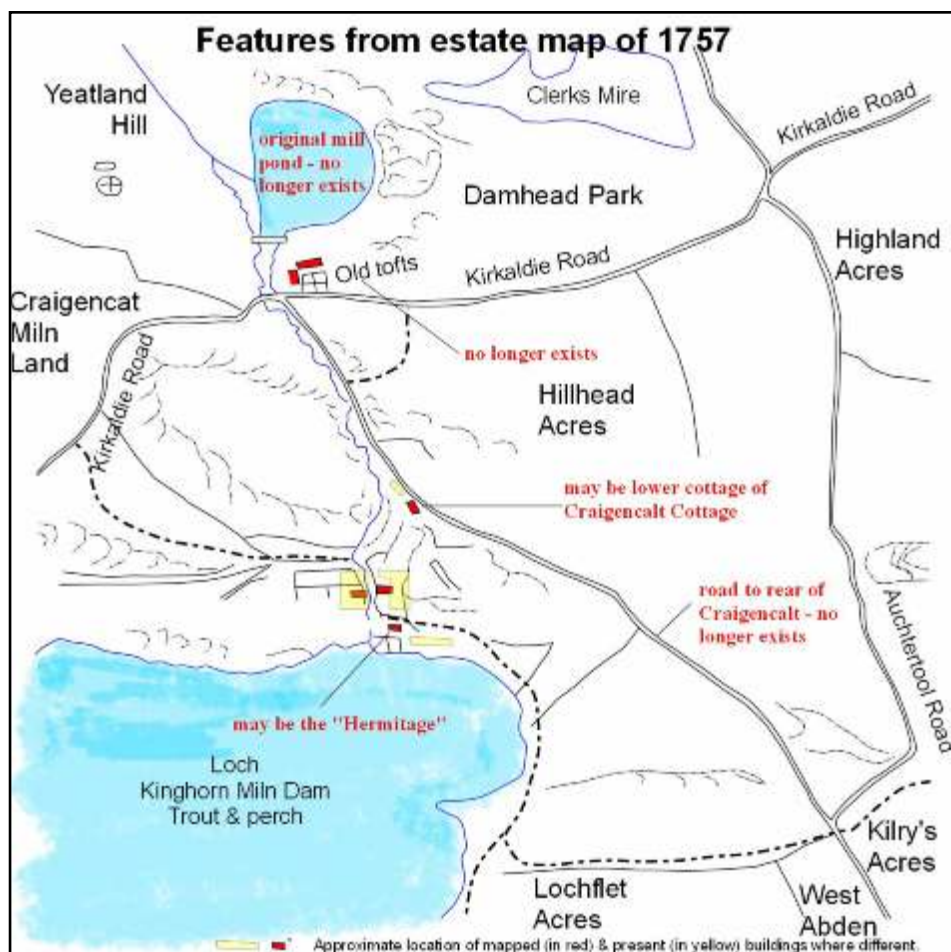 Features from estate map of 1757
Yeatland
Hill
Clerks Mire
Kirkaldie Road
original mill
pond - no
longer exists
Damhead Park
Highland
Acres
Old tofts
Kirkaldie Road
Craigencat
Miln
Land
no longer exists
Kirkaldie Road
Hillhead
Acres
may be lower cottage of
Craigencalt Cottage
road to rear of
Craigencalt - no
longer exists
Auchtertool Road
may be the "Hermitage"
Loch
Kinghorn Miln Dam
Trout & perch
Kilry's
Acres
Lochflet
Acres
West
Abden
Approximate location of mapped (in red) & present (in yellow) buildings where different.